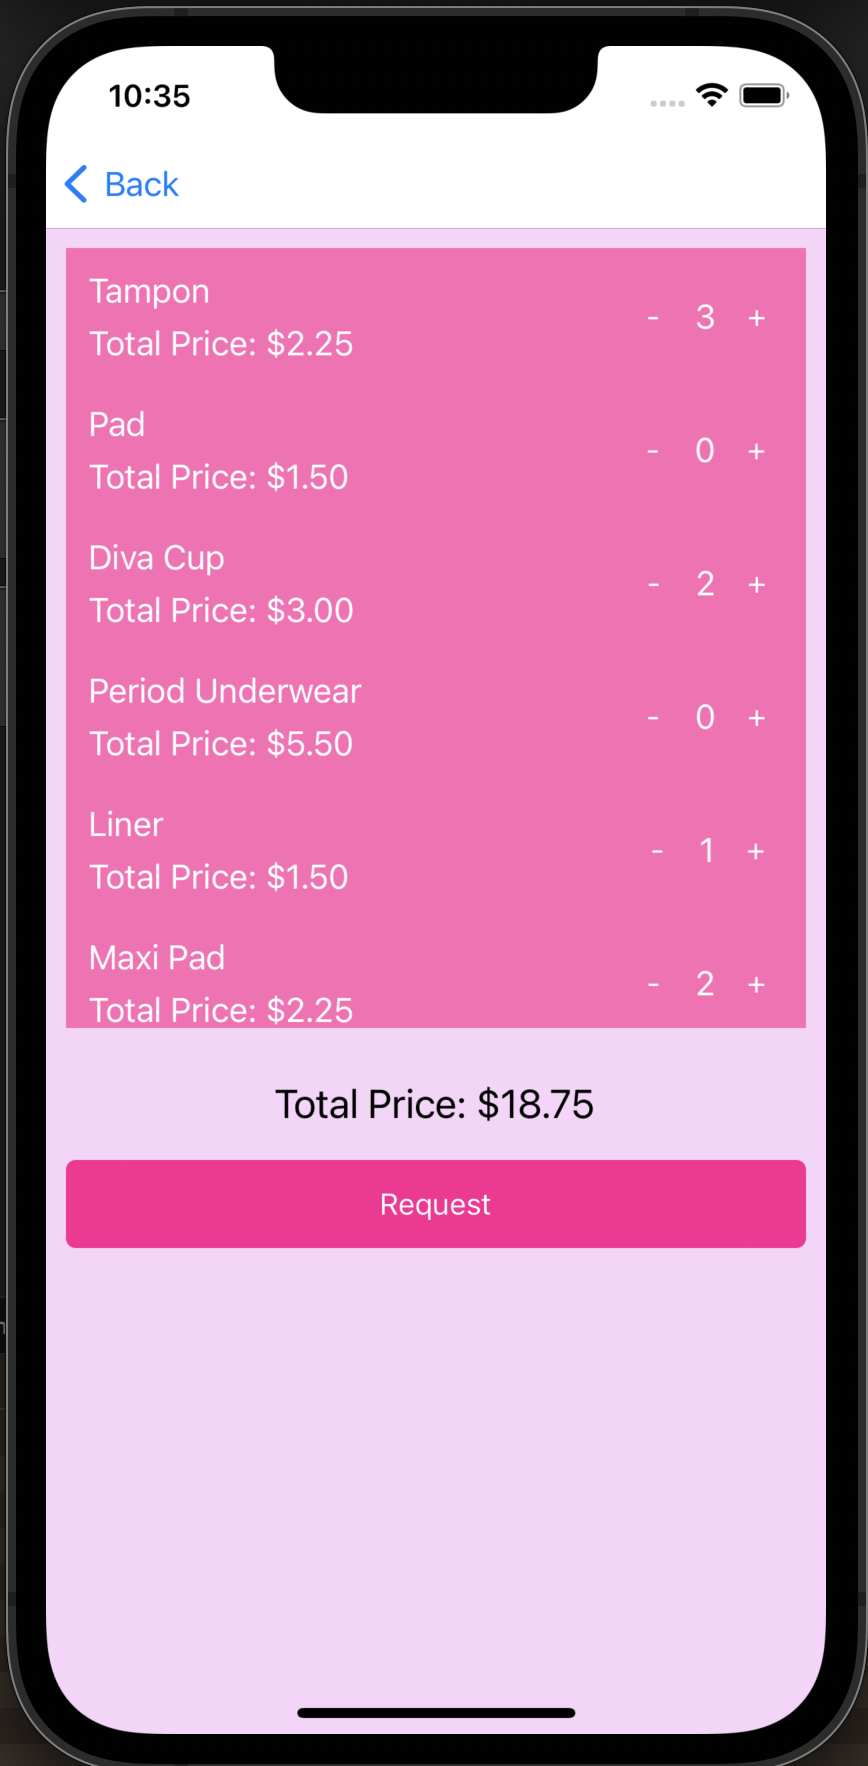 10:35
Back
Tampon
Total Price: $2.25
- 3 +
Pad
Total Price: $1.50
- 0 +
Diva Cup
Total Price: $3.00
- 2 +
Period Underwear
Total Price: $5.50
- 0 +
Liner
Total Price: $1.50
- 1 +
Maxi Pad
Total Price: $2.25
- 2 +
Total Price: $18.75
Request